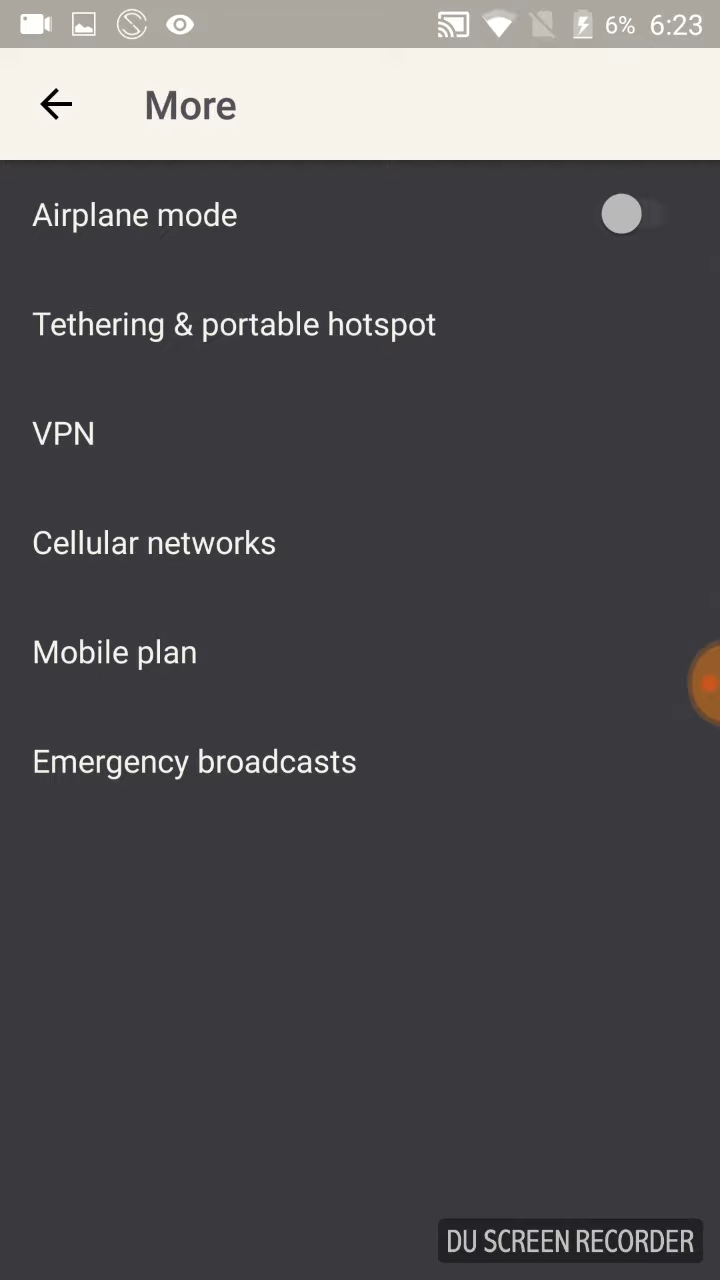 6% 6:23
More
Airplane mode
Tethering & portable hotspot
VPN
Cellular networks
Mobile plan
Emergency broadcasts
DU SCREEN RECORDER